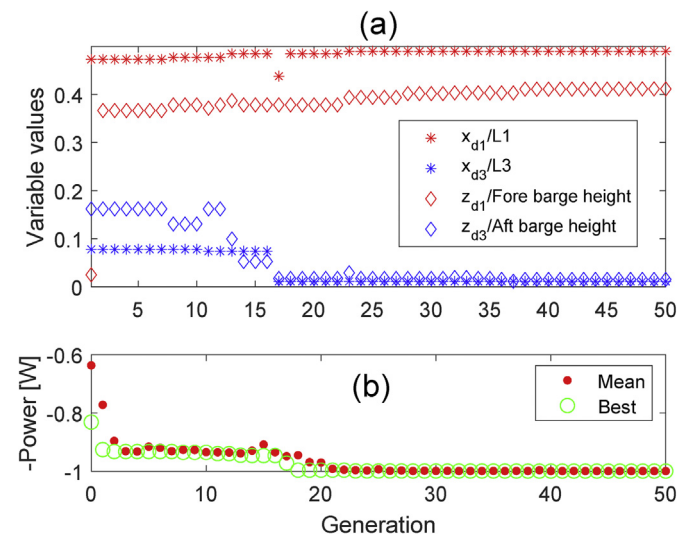 (a)
Variable values
0.4
0.3
0.2
0.1
0
x_d1/L1
x_d3/L3
z_d1/Fore barge height
z_d3/Aft barge height
5 10 15 20 25 30 35 40 45 50
(b)
-Power [W]
-0.6
-0.8
-1
Mean
Best
0 10 20 30 40 50
Generation